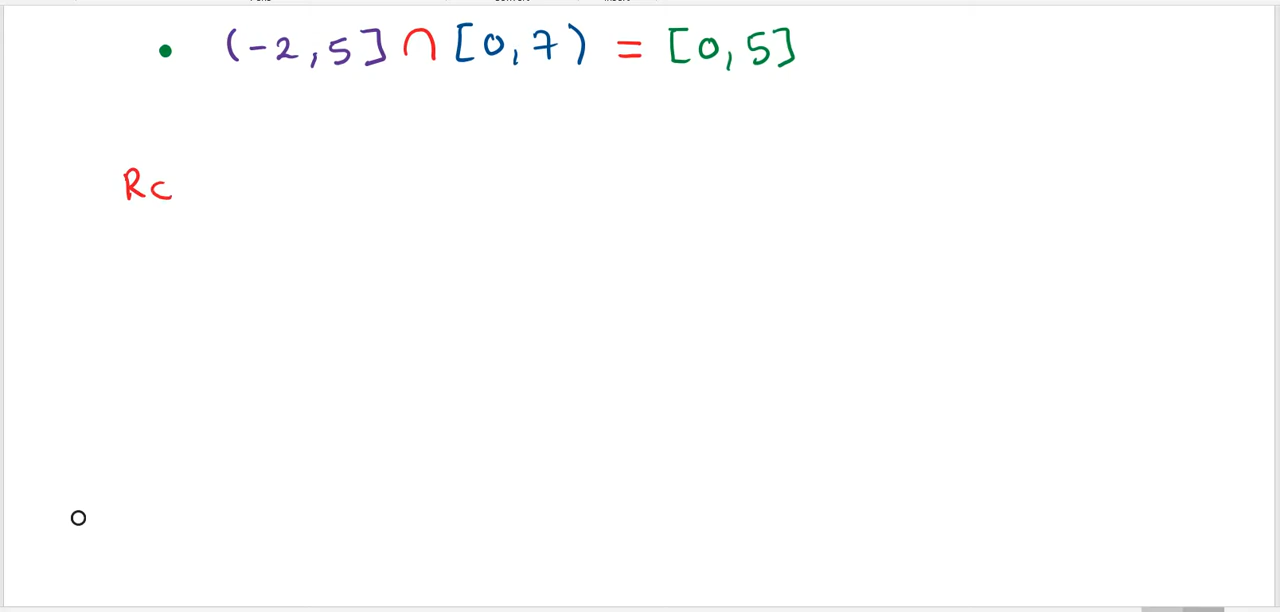 • (-2,5] ∩ [0,7) = [0,5]
Rc